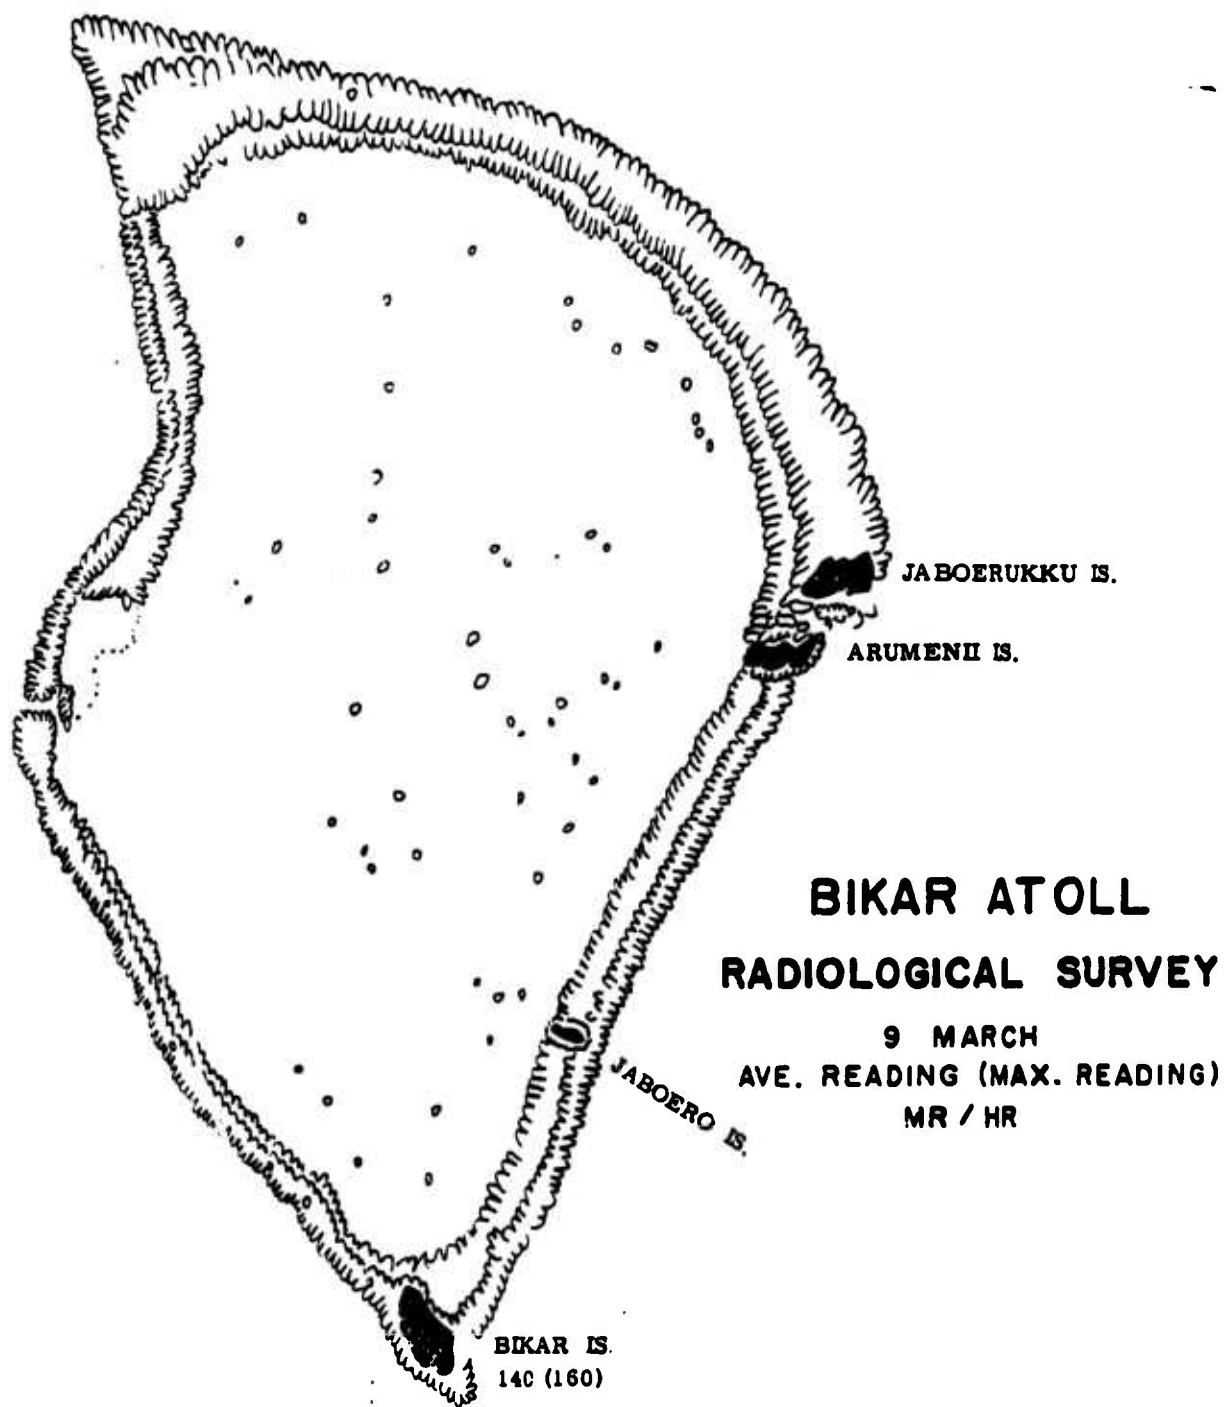 JABOERUKKU IS.
ARUMENII IS.
BIKAR ATOLL
RADIOLOGICAL SURVEY
9 MARCH
AVE. READING (MAX. READING)
MR / HR
JABOERO IS.
BIKAR IS.
140 (160)